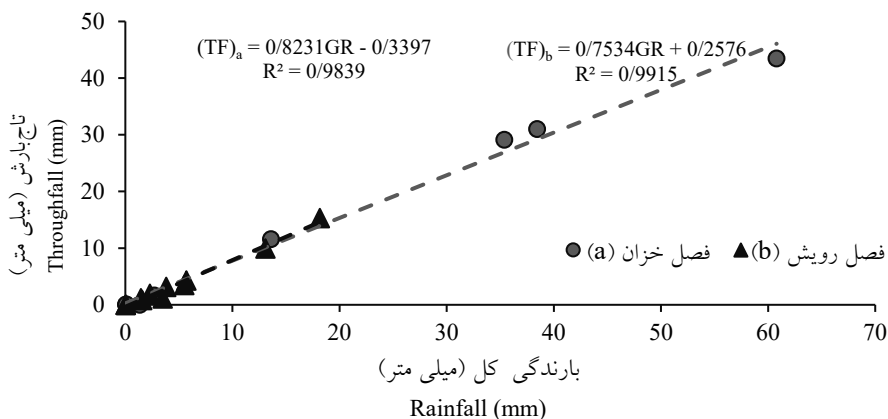 (TF)a = 0/8231GR - 0/3397
R² = 0/9839
(TF)b = 0/7534GR + 0/2576
R² = 0/9915
50
40
30
20
10
0
تاج‌بارش (میلی متر)
Throughfall (mm)
فصل خزان (a)
فصل رویش (b)
0 10 20 30 40 50 60 70
بارندگی کل (میلی متر)
Rainfall (mm)